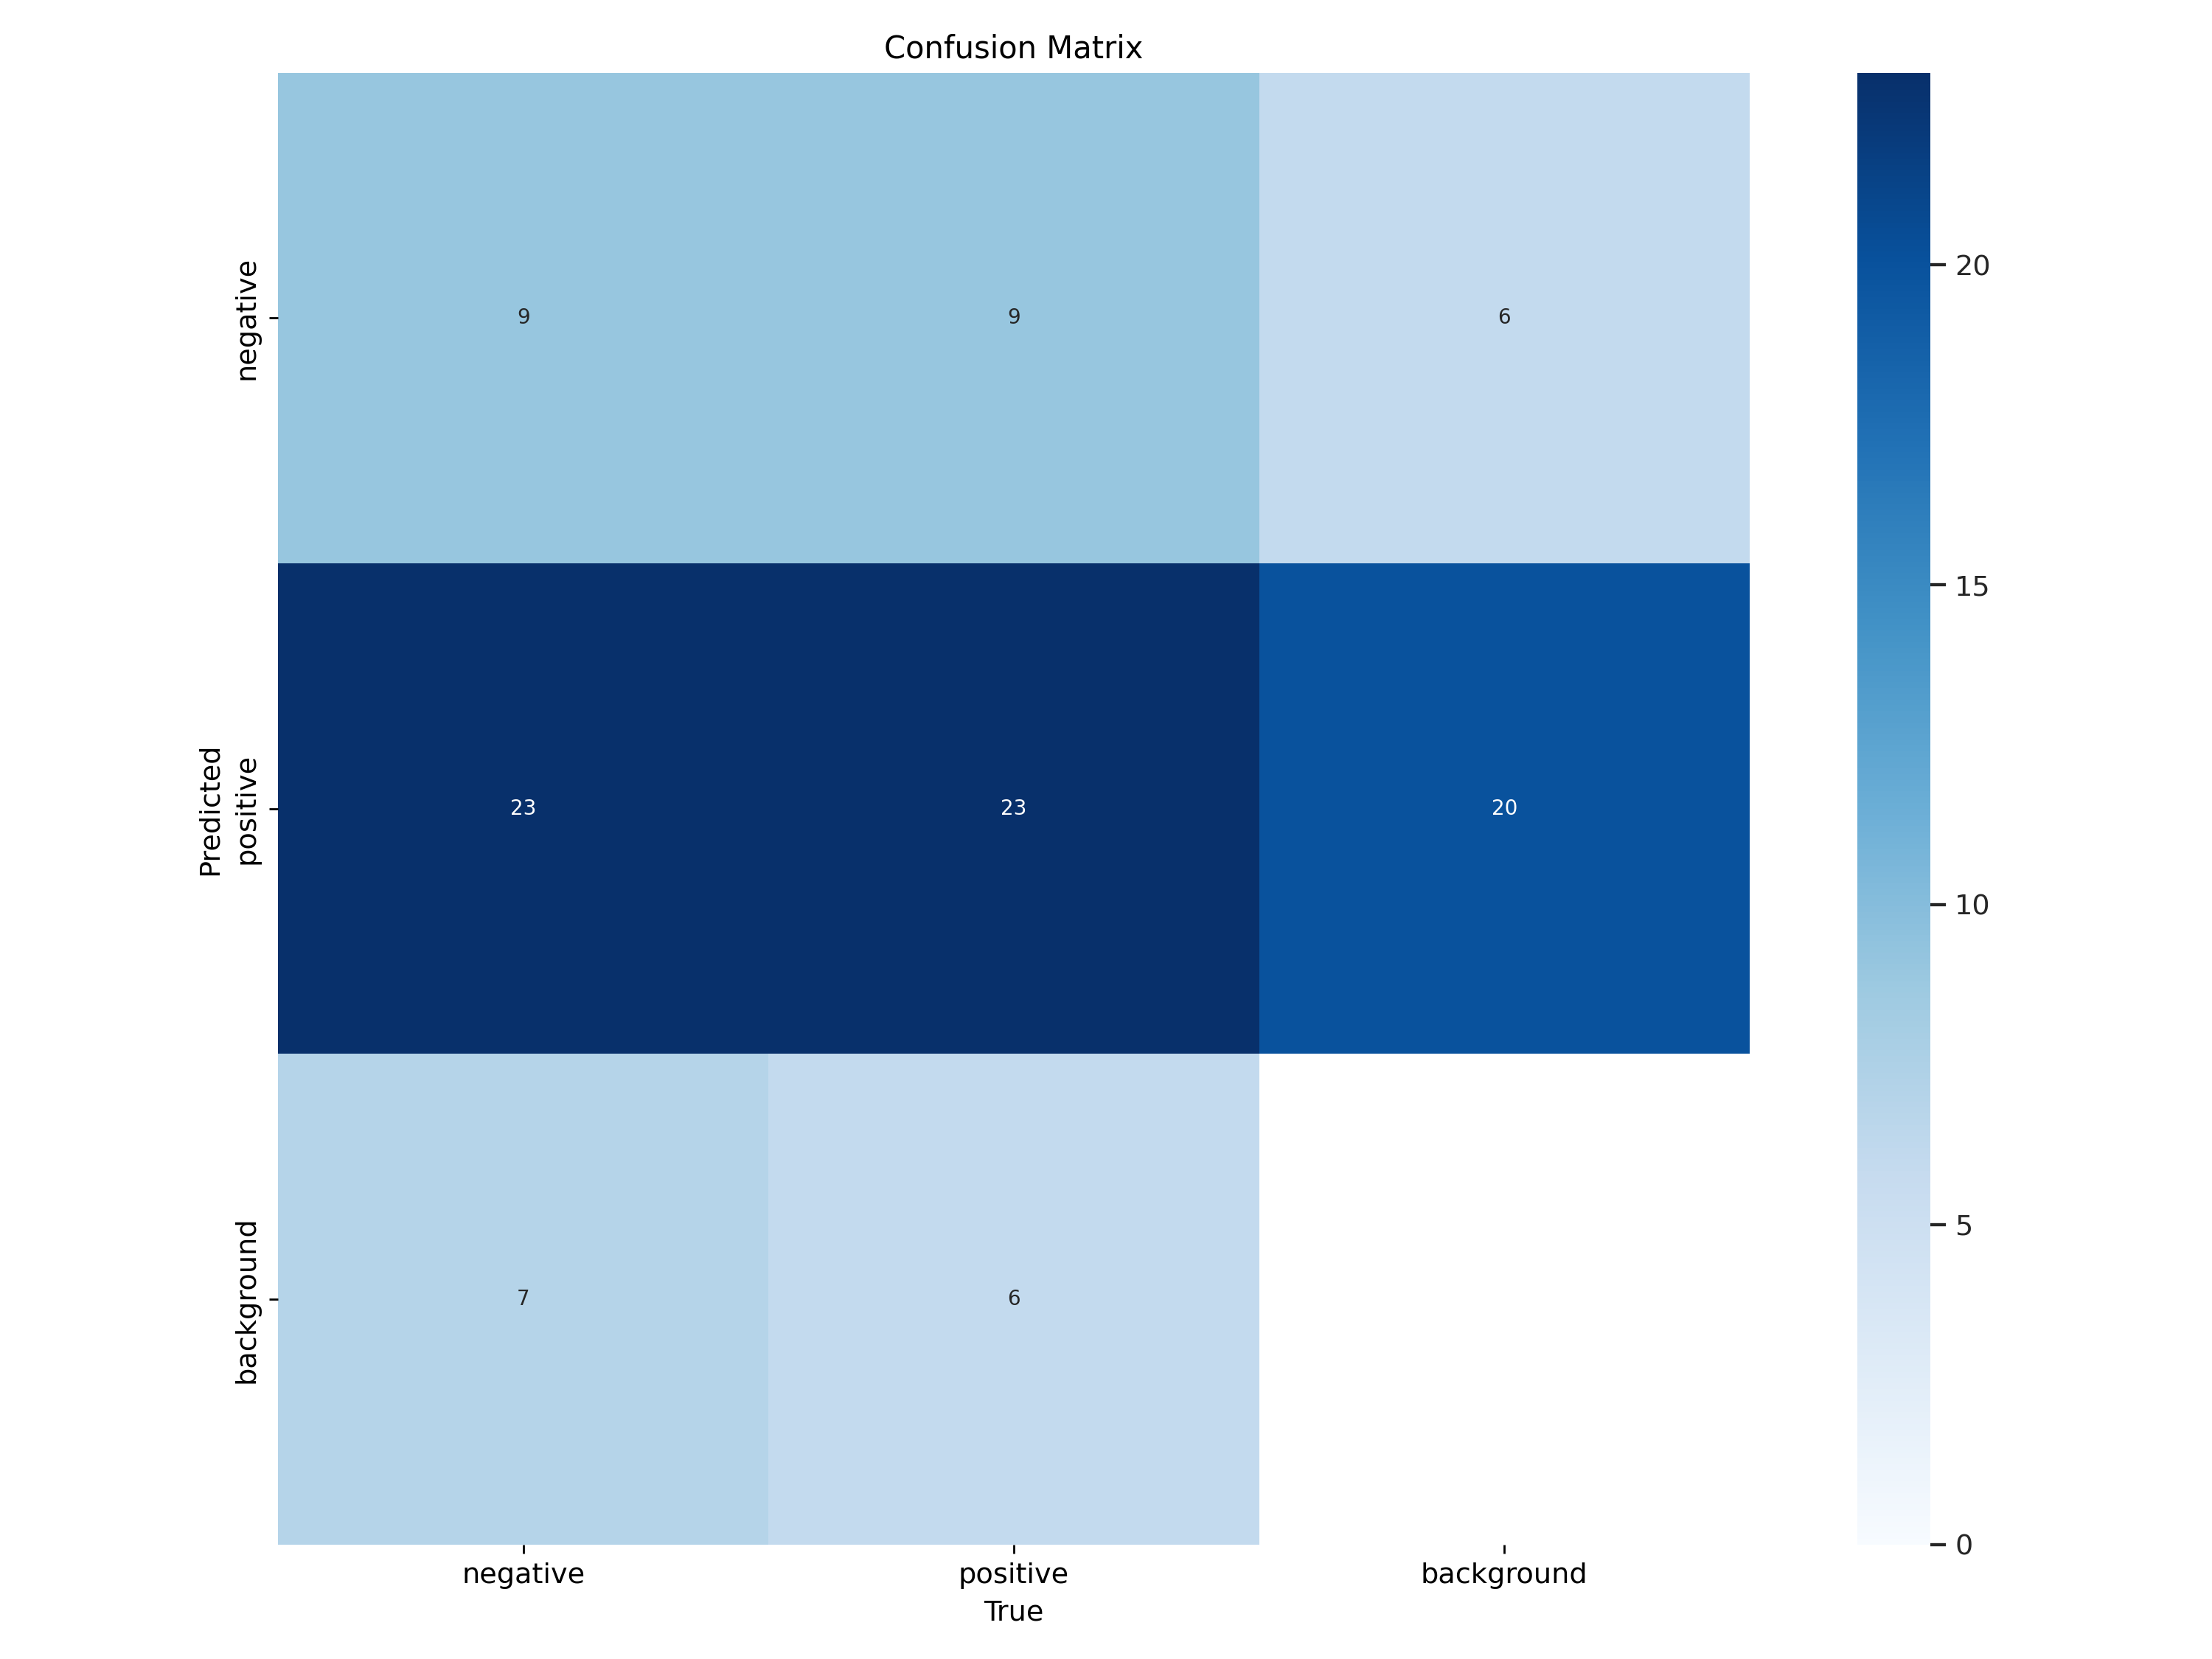 Confusion Matrix
negative
9
9
6
20
Predicted
positive
23
23
20
15
10
background
7
6
5
0
negative
positive
background
True